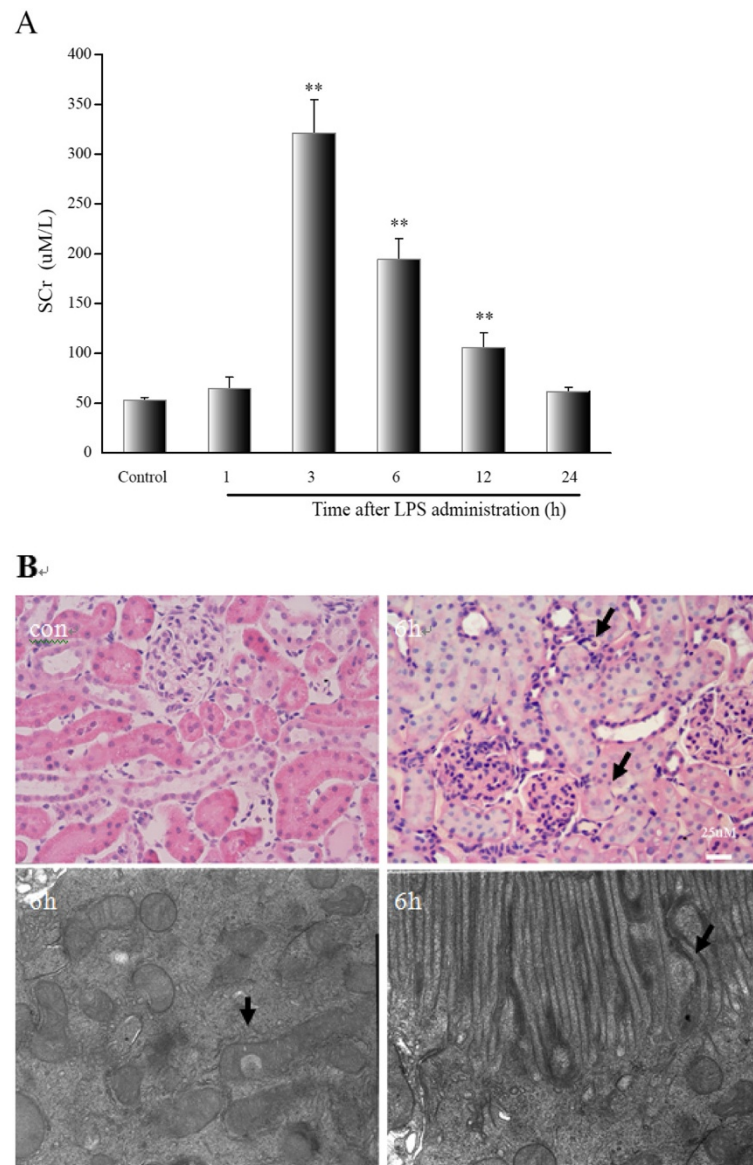 A
400
350
300
250
200
150
100
50
0
SCr (uM/L)
**
**
**
Control 1 3 6 12 24
Time after LPS administration (h)
B
con
6h
25nM
6h
6h